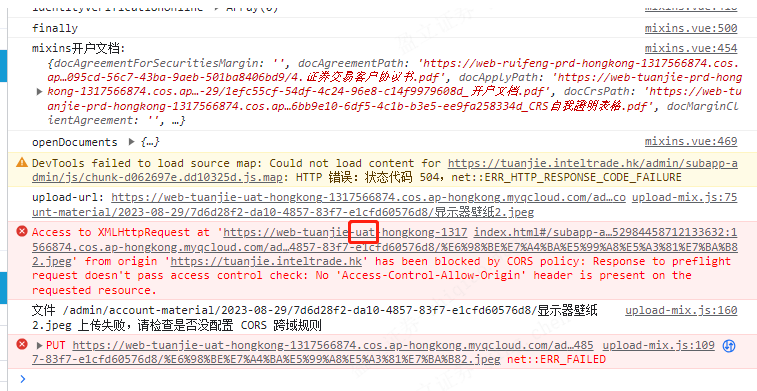 identityVerificationOnline ▸ Array(0) mixins.vue:418
finally mixins.vue:500
mixins开户文档: mixins.vue:454
{docAgreementForSecuritiesMargin: '', docAgreementPath: 'https://web-ruifeng-prd-hongkong-1317566874.cos.
ap…095cd-56c7-43ba-9aeb-501ba8406bd9/4.证券交易客户协议书.pdf', docApplyPath: 'https://web-tuanjie-prd-hon
gkong-1317566874.cos.ap…-29/1efc55cf-54df-4c24-96e8-c14f9979608d_开户文档.pdf', docCrsPath: 'https://web-tu
anjie-prd-hongkong-1317566874.cos.ap…6bb9e10-6df5-4c1b-b3e5-ee9fa258334d_CRS自我證明表格.pdf', docMarginCl
ientAgreement: '', …}
openDocuments ▸ {…} mixins.vue:469
DevTools failed to load source map: Could not load content for https://tuanjie.inteltrade.hk/admin/subapp-a
dmin/js/chunk-d062697e.dd10325d.js.map: HTTP 错误: 状态代码 504, net::ERR_HTTP_RESPONSE_CODE_FAILURE
upload-url: https://web-tuanjie-uat-hongkong-1317566874.cos.ap-hongkong.myqcloud.com/ad…co upload-mix.js:75
unt-material/2023-08-29/7d6d28f2-da10-4857-83f7-e1cfd60576d8/显示器壁纸2.jpeg
Access to XMLHttpRequest at 'https://web-tuanjie-uat-hongkong-1317 index.html#/subapp-a…52984458712133632:1
566874.cos.ap-hongkong.myqcloud.com/ad…4857-83f7-e1cfd60576d8/%E6%98%BE%E7%A4%BA%E5%99%A8%E5%A3%81%E7%BA%B8
2.jpeg' from origin 'https://tuanjie.inteltrade.hk' has been blocked by CORS policy: Response to preflight
request doesn't pass access control check: No 'Access-Control-Allow-Origin' header is present on the
requested resource.
文件 /admin/account-material/2023-08-29/7d6d28f2-da10-4857-83f7-e1cfd60576d8/显示器壁纸 upload-mix.js:160
2.jpeg 上传失败，请检查是否没配置 CORS 跨域规则
▸PUT https://web-tuanjie-uat-hongkong-1317566874.cos.ap-hongkong.myqcloud.com/ad…485 upload-mix.js:109
7-83f7-e1cfd60576d8/%E6%98%BE%E7%A4%BA%E5%99%A8%E5%A3%81%E7%BA%B82.jpeg net::ERR_FAILED